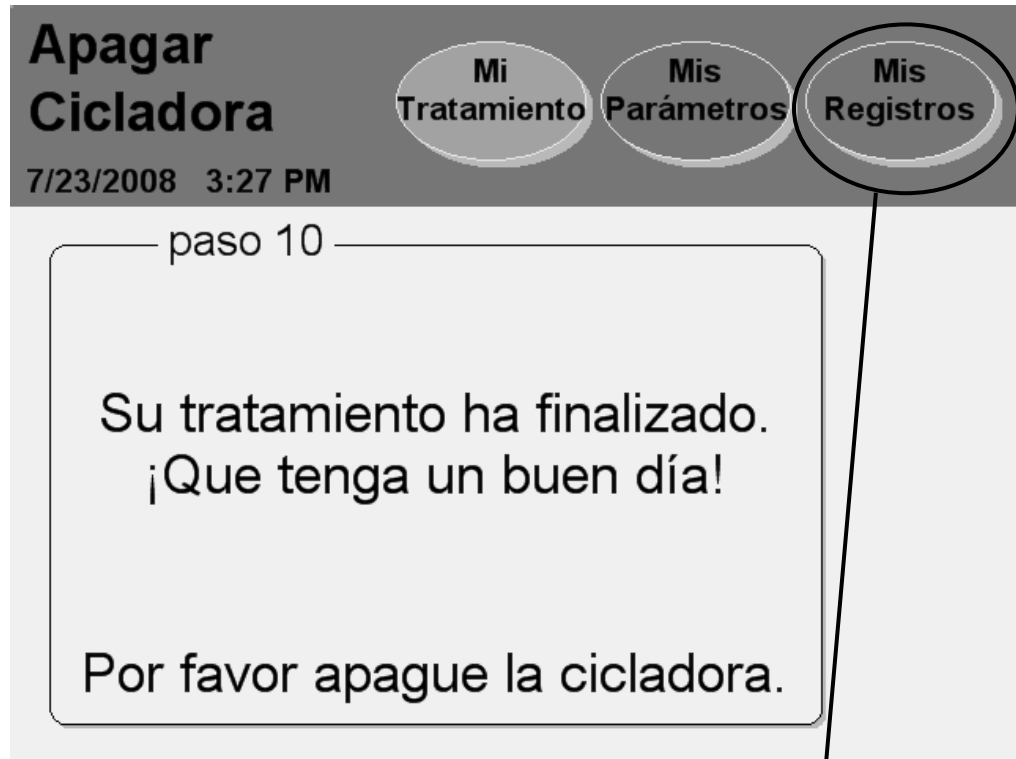 Apagar
Cicladora
7/23/2008 3:27 PM
Mi
Tratamiento
Mis
Parámetros
Mis
Registros
paso 10
Su tratamiento ha finalizado.
¡Que tenga un buen día!
Por favor apague la cicladora.